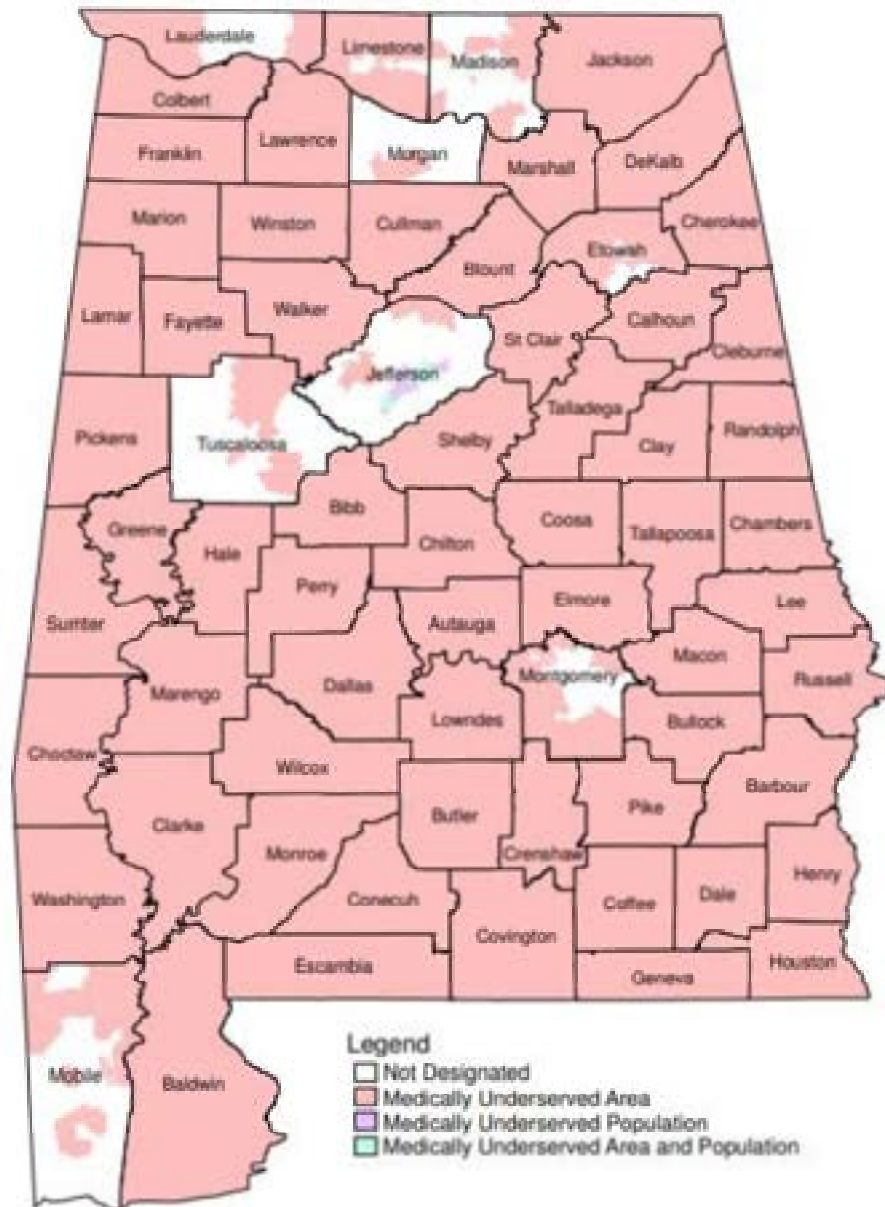 Lauderdale
Limestone
Madison
Jackson
Colbert
Franklin
Lawrence
Morgan
Marshall
DeKalb
Marion
Winston
Cullman
Cherokee
Blount
Etowah
Lamar
Fayette
Walker
St Clair
Calhoun
Cleburne
Jefferson
Talladega
Pickens
Tuscaloosa
Shelby
Clay
Randolph
Bibb
Greene
Hale
Chilton
Coosa
Tallapoosa
Chambers
Perry
Sumter
Autauga
Elmore
Lee
Macon
Marengo
Dallas
Montgomery
Russell
Lowndes
Bullock
Choctaw
Wilcox
Barbour
Clarke
Butler
Pike
Monroe
Crenshaw
Henry
Washington
Conecuh
Coffee
Dale
Covington
Escambia
Geneva
Houston
Mobile
Baldwin
Legend
Not Designated
Medically Underserved Area
Medically Underserved Population
Medically Underserved Area and Population